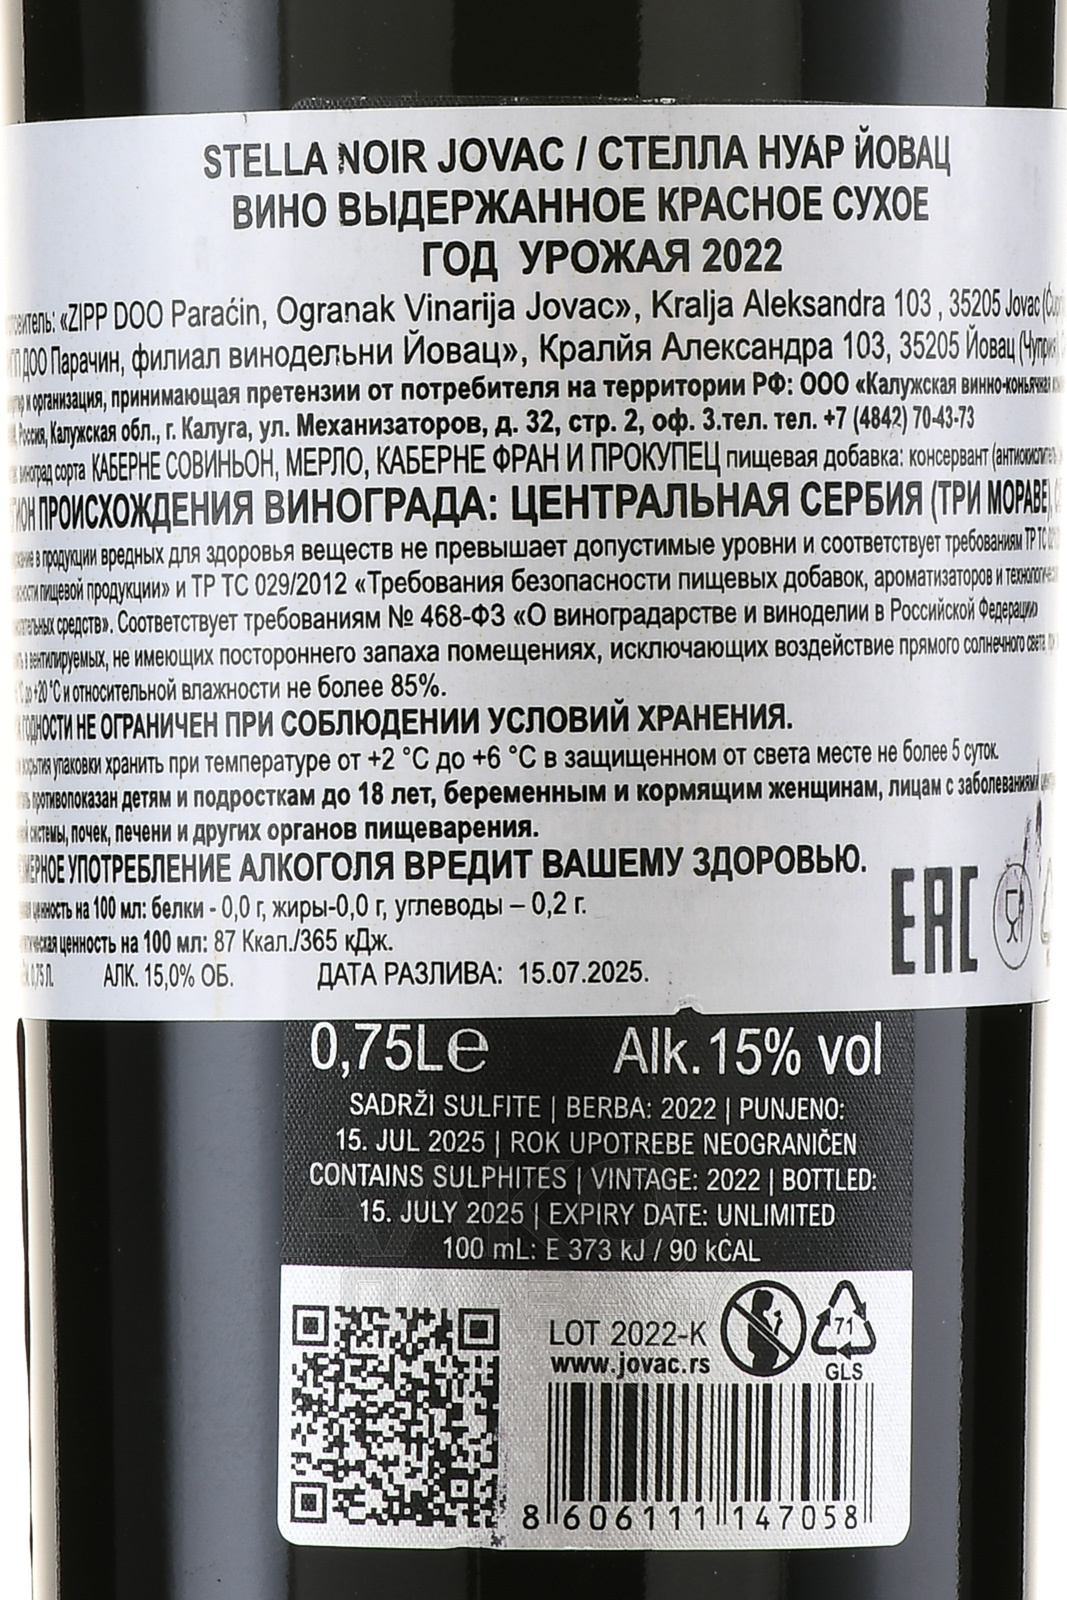 STELLA NOIR JOVAC / СТЕЛЛА НУАР ЙОВАЦ
ВИНО ВЫДЕРЖАННОЕ КРАСНОЕ СУХОЕ
ГОД УРОЖАЯ 2022
«ZIPP DOO Paraćin, Ogranak Vinarija Jovac», Kralja Aleksandra 103 , 35205 Jovac
ДОО Парачин, филиал винодельни Йовац», Кралйя Александра 103, 35205 Йовац
и организация, принимающая претензии от потребителя на территории РФ: ООО «Калужская винно-коньячная
Россия, Калужская обл., г. Калуга, ул. Механизаторов, д. 32, стр. 2, оф. 3.тел. тел. +7 (4842) 70-43-73
виноград сорта КАБЕРНЕ СОВИНЬОН, МЕРЛО, КАБЕРНЕ ФРАН И ПРОКУПЕЦ пищевая добавка: консервант
ПРОИСХОЖДЕНИЯ ВИНОГРАДА: ЦЕНТРАЛЬНАЯ СЕРБИЯ (ТРИ МОРАВЕ),
в продукции вредных для здоровья веществ не превышает допустимые уровни и соответствует требованиям ТР ТС
пищевой продукции» и ТР ТС 029/2012 «Требования безопасности пищевых добавок, ароматизаторов и
средств». Соответствует требованиям № 468-ФЗ «О виноградарстве и виноделии в Российской Федерации»
в вентилируемых, не имеющих постороннего запаха помещениях, исключающих воздействие прямого солнечного света,
до +20 °С и относительной влажности не более 85%.
ГОДНОСТИ НЕ ОГРАНИЧЕН ПРИ СОБЛЮДЕНИИ УСЛОВИЙ ХРАНЕНИЯ.
упаковки хранить при температуре от +2 °С до +6 °С в защищенном от света месте не более 5 суток.
противопоказан детям и подросткам до 18 лет, беременным и кормящим женщинам, лицам с заболеваниями
системы, почек, печени и других органов пищеварения.
УПОТРЕБЛЕНИЕ АЛКОГОЛЯ ВРЕДИТ ВАШЕМУ ЗДОРОВЬЮ.
ценность на 100 мл: белки - 0,0 г, жиры-0,0 г, углеводы – 0,2 г.
ценность на 100 мл: 87 Ккал./365 кДж.
0,75Л. АЛК. 15,0% ОБ. ДАТА РАЗЛИВА: 15.07.2025.
EAC
0,75L e Alk.15% vol
SADRŽI SULFITE | BERBA: 2022 | PUNJENO:
15. JUL 2025 | ROK UPOTREBE NEOGRANIČEN
CONTAINS SULPHITES | VINTAGE: 2022 | BOTTLED:
15. JULY 2025 | EXPIRY DATE: UNLIMITED
100 mL: E 373 kJ / 90 kCAL
LOT 2022-K
www.jovac.rs
71
GLS
8 606111 147058